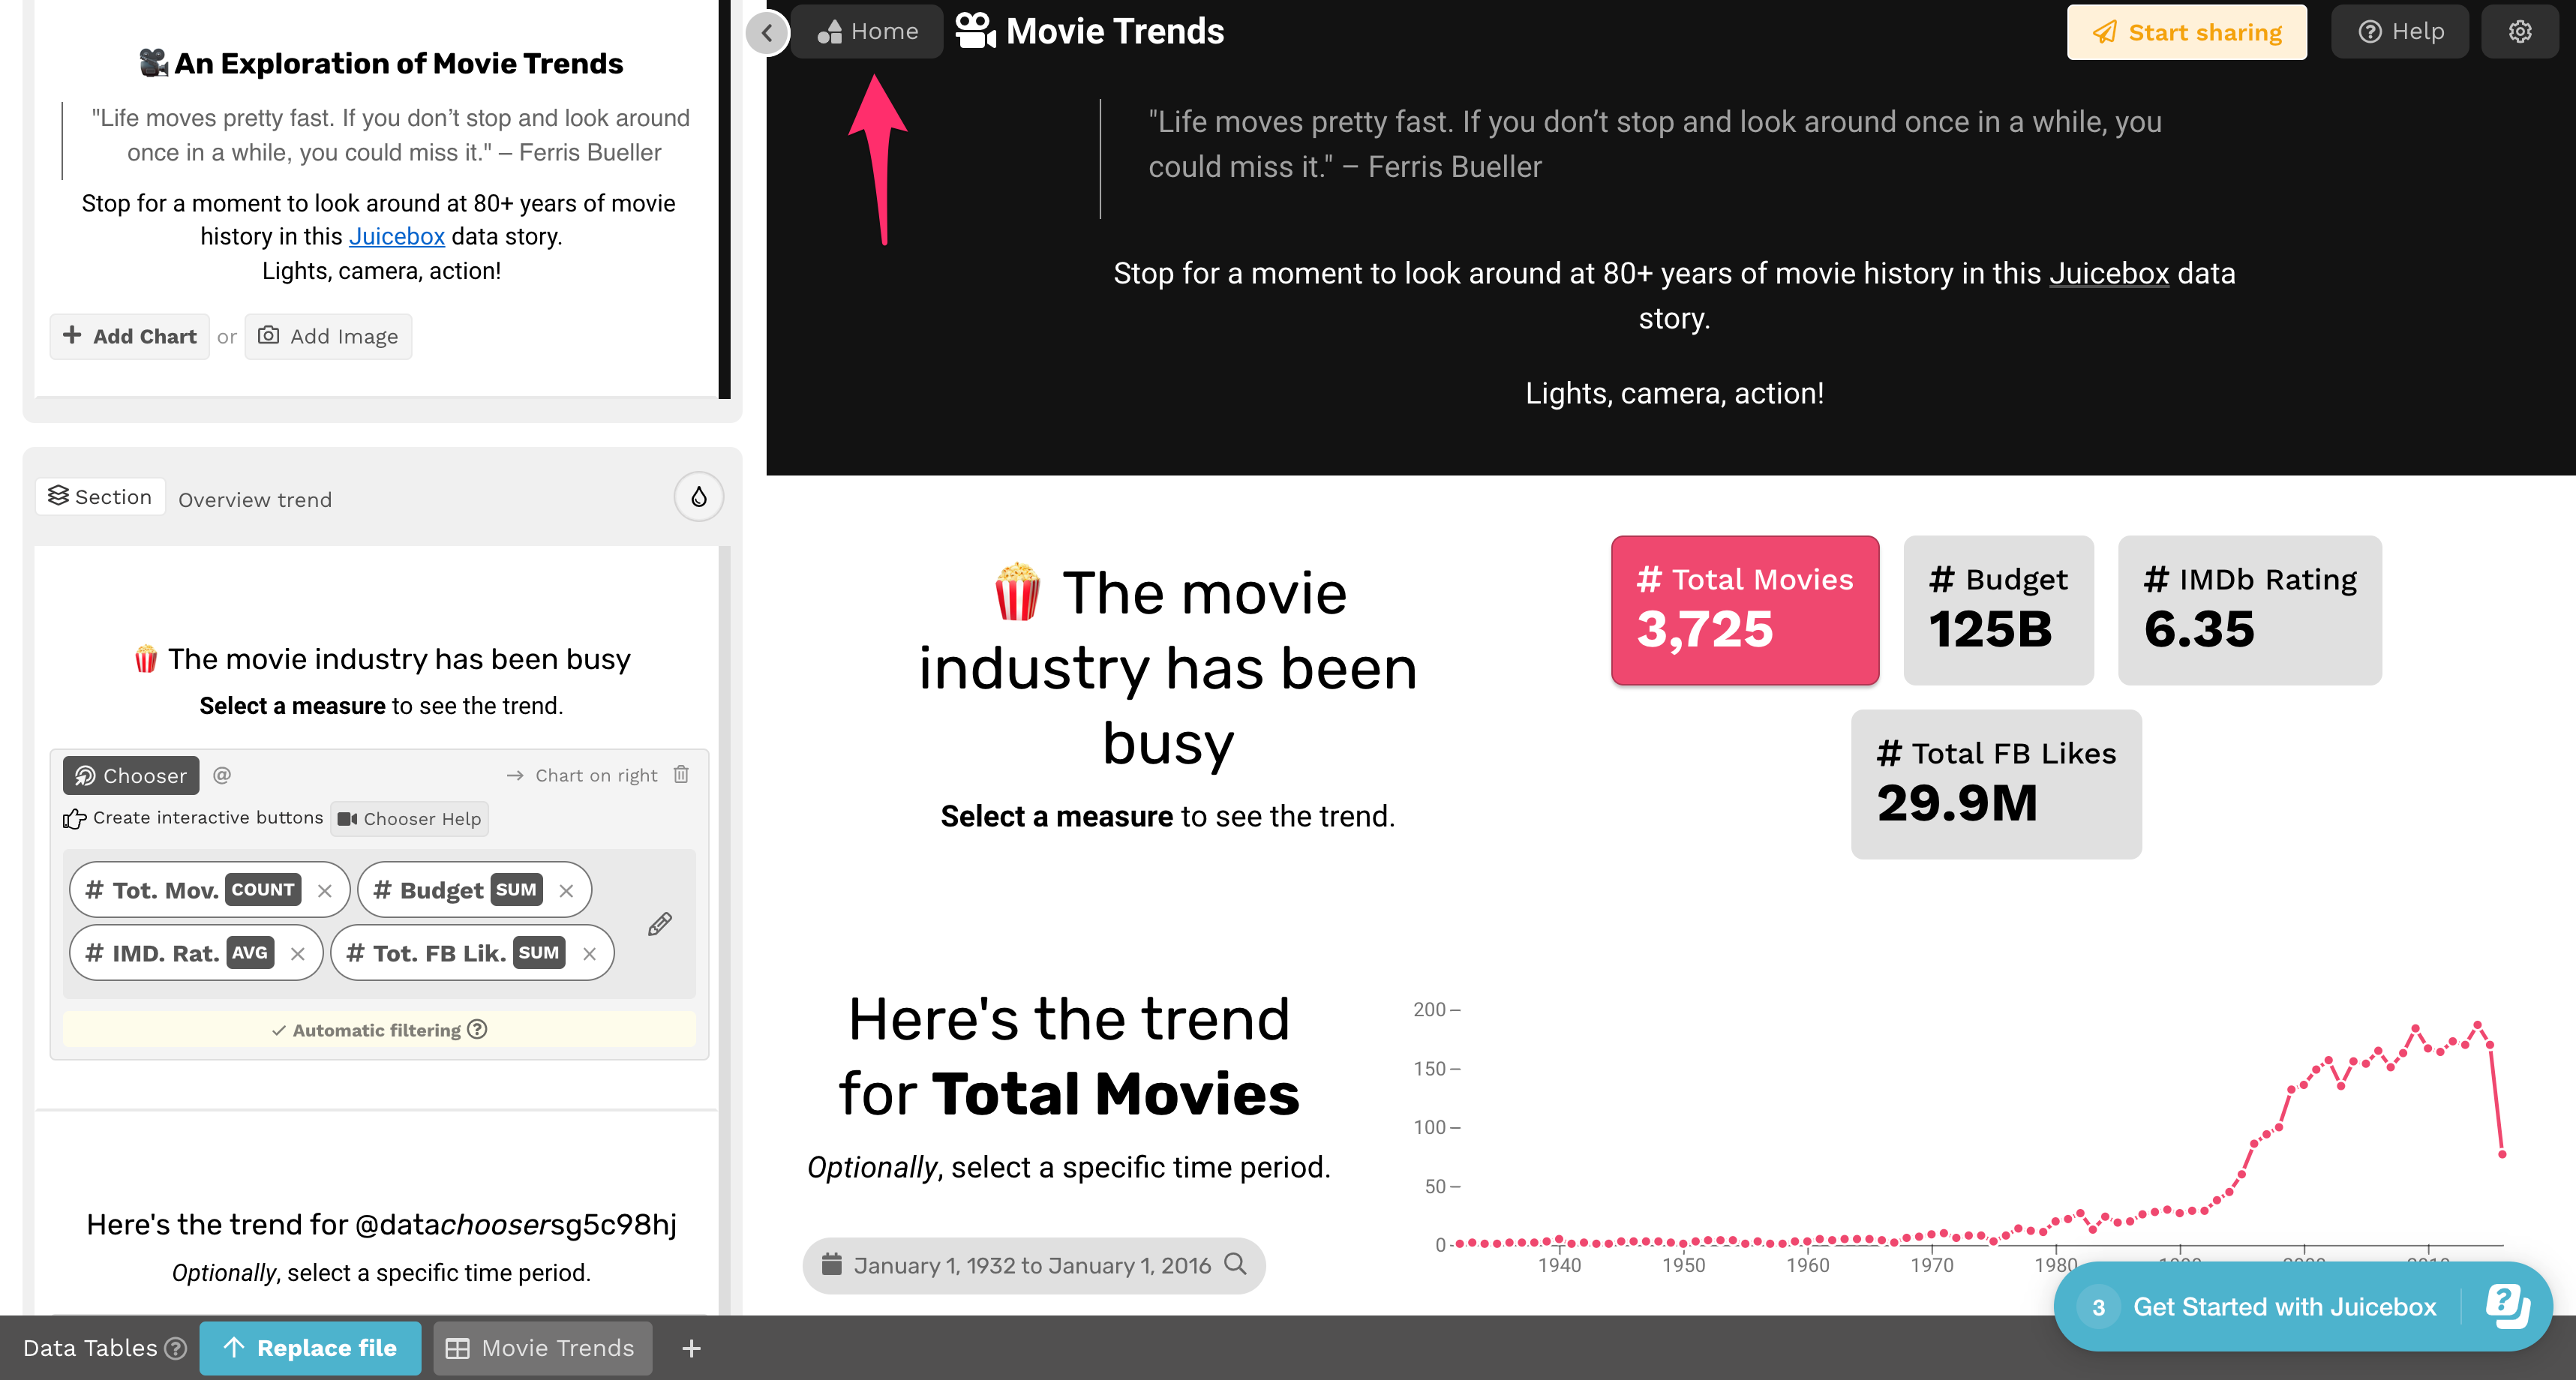 An Exploration of Movie Trends
"Life moves pretty fast. If you don’t stop and look around
once in a while, you could miss it." – Ferris Bueller
Stop for a moment to look around at 80+ years of movie
history in this Juicebox data story.
Lights, camera, action!
Add Chart or Add Image
Section Overview trend
The movie industry has been busy
Select a measure to see the trend.
Chooser @ → Chart on right
Create interactive buttons Chooser Help
# Tot. Mov. COUNT × # Budget SUM ×
# IMD. Rat. AVG × # Tot. FB Lik. SUM ×
✓ Automatic filtering ?
Here's the trend for @datachoosersg5c98hj
Optionally, select a specific time period.
Home Movie Trends Start sharing ? Help
"Life moves pretty fast. If you don’t stop and look around once in a while, you
could miss it." – Ferris Bueller
Stop for a moment to look around at 80+ years of movie history in this Juicebox data
story.
Lights, camera, action!
The movie
industry has been
busy
Select a measure to see the trend.
# Total Movies
3,725
# Budget
125B
# IMDb Rating
6.35
# Total FB Likes
29.9M
Here's the trend
for Total Movies
Optionally, select a specific time period.
January 1, 1932 to January 1, 2016
200
150
100
50
0
1940 1950 1960 1970 1980
3 Get Started with Juicebox ?
Data Tables ? Replace file Movie Trends +